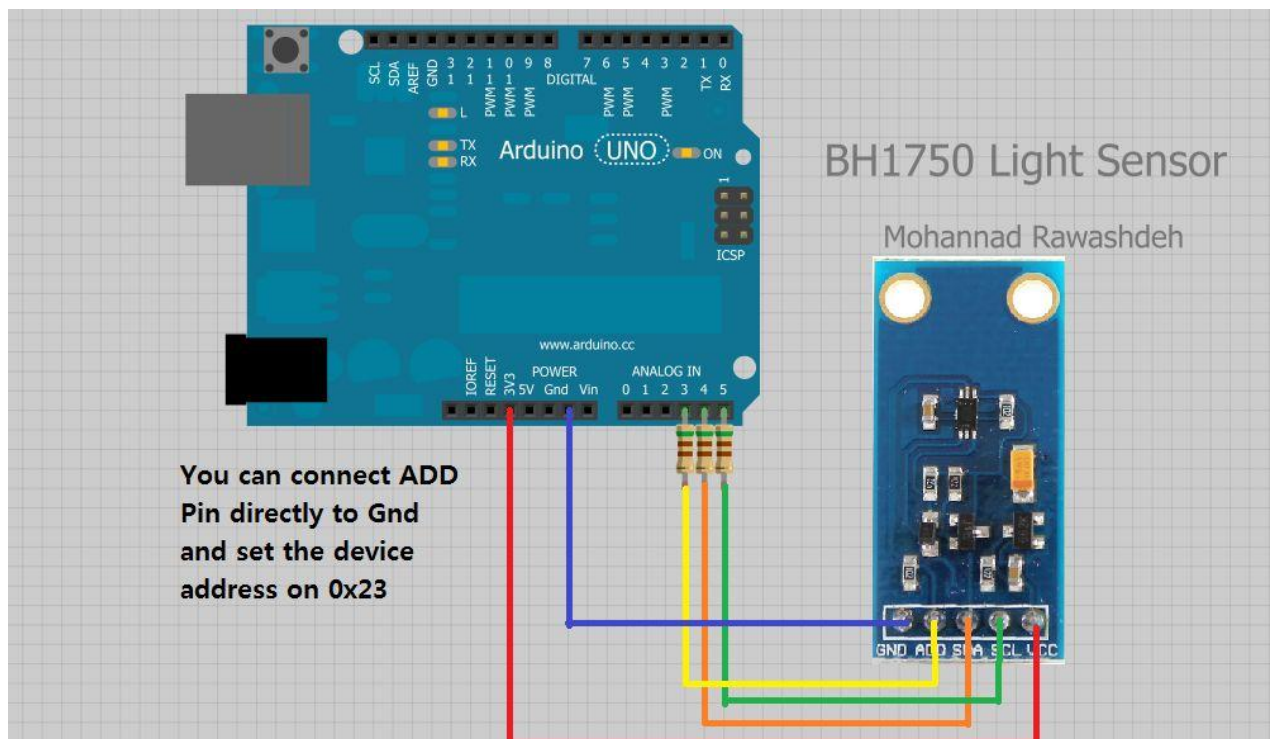 SCL
SDA
AREF
GND
13
12
PWM 11
PWM 10
PWM 9
8
DIGITAL
7
PWM 6
PWM 5
4
PWM 3
2
TX 1
RX 0
L
TX
RX
Arduino UNO
ON
1
ICSP
BH1750 Light Sensor
Mohannad Rawashdeh
www.arduino.cc
POWER
ANALOG IN
IOREF
RESET
3V3
5V Gnd Vin
0 1 2 3 4 5
You can connect ADD
Pin directly to Gnd
and set the device
address on 0x23
GND ADD SDA SCL VCC